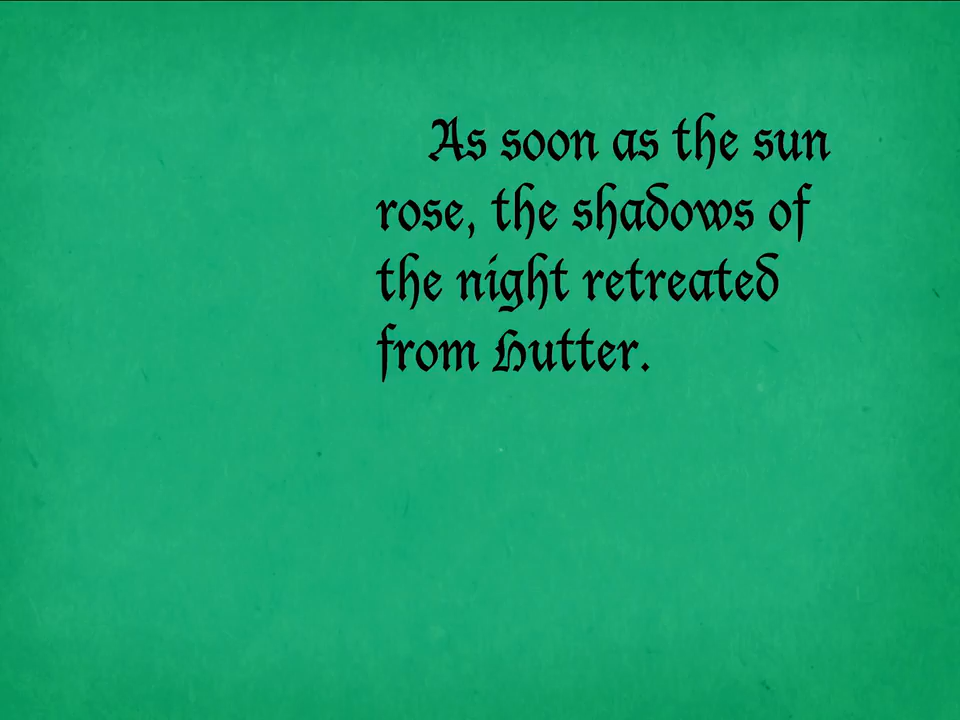 As soon as the sun
rose, the shadows of
the night retreated
from Hutter.